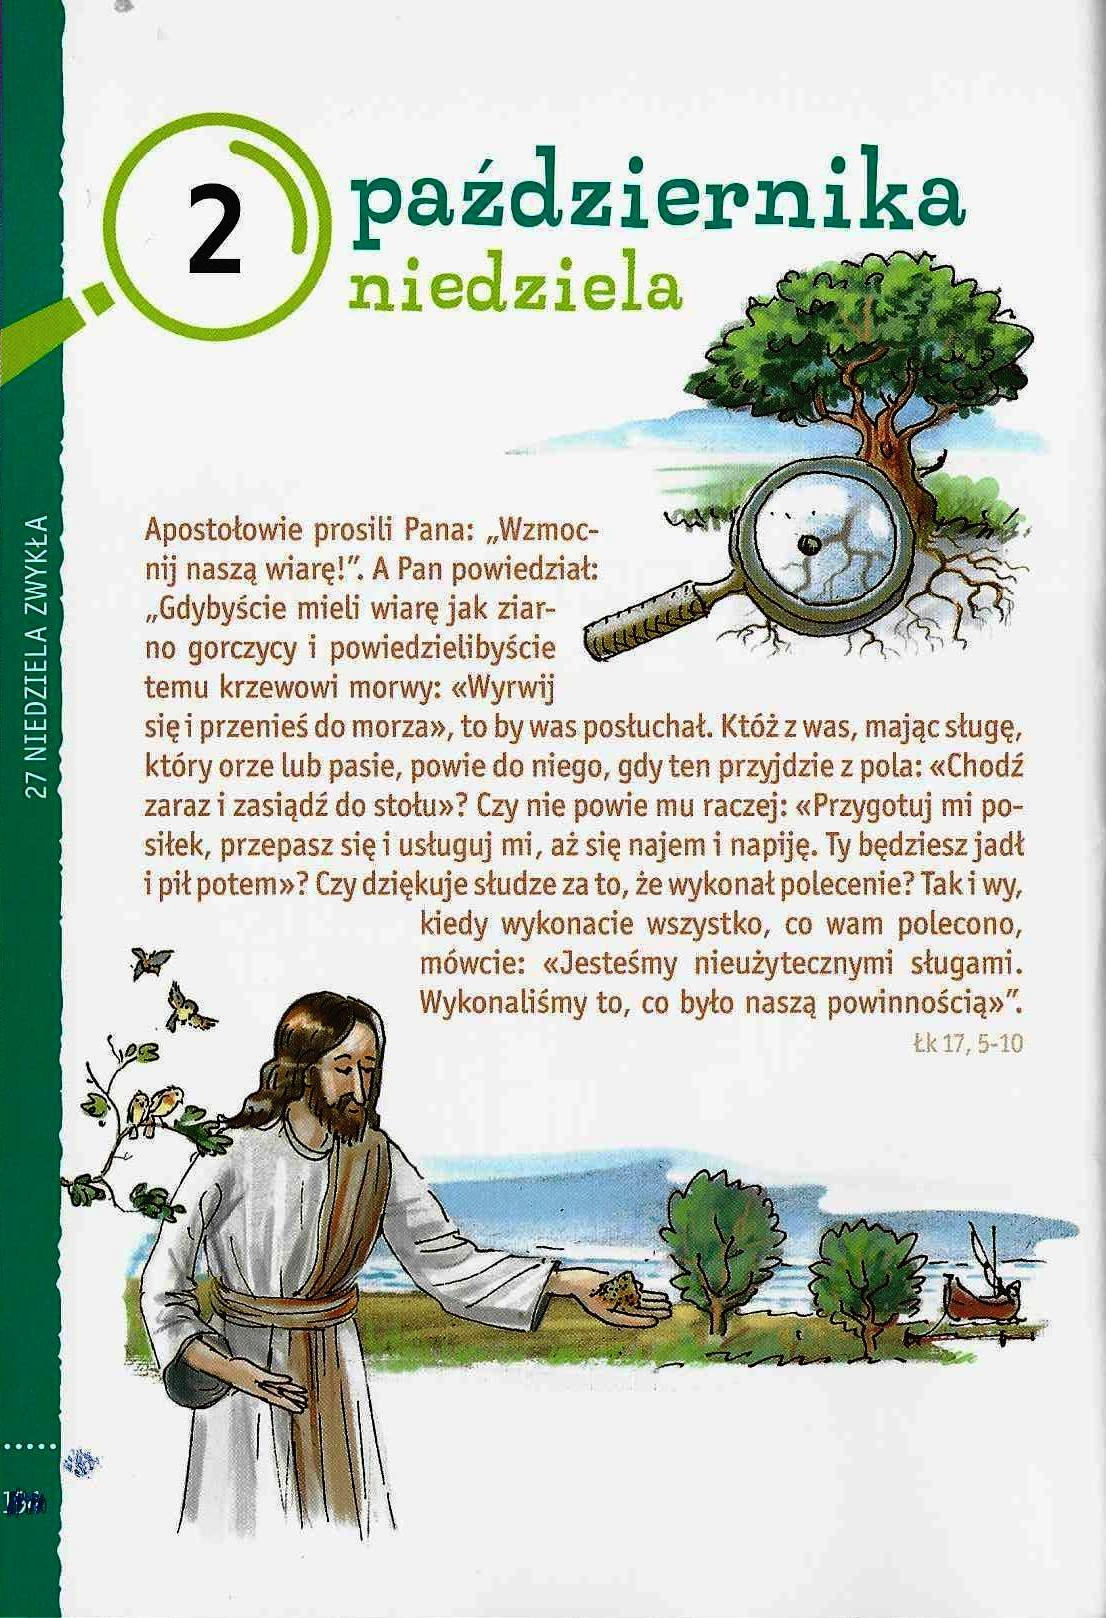 2
października
niedziela
Apostołowie prosili Pana: „Wzmoc-
nij naszą wiarę!”. A Pan powiedział:
„Gdybyście mieli wiarę jak ziar-
no gorczycy i powiedzielibyście
temu krzewowi morwy: «Wyrwij
się i przenieś do morza», to by was posłuchał. Któż z was, mając sługę,
który orze lub pasie, powie do niego, gdy ten przyjdzie z pola: «Chodź
zaraz i zasiądź do stołu»? Czy nie powie mu raczej: «Przygotuj mi po-
siłek, przepasz się i usługuj mi, aż się najem i napiję. Ty będziesz jadł
i pił potem»? Czy dziękuje słudze za to, że wykonał polecenie? Tak i wy,
kiedy wykonacie wszystko, co wam polecono,
mówcie: «Jesteśmy nieużytecznymi sługami.
Wykonaliśmy to, co było naszą powinnością»”.
Łk 17, 5-10
27 NIEDZIELA ZWYKŁA